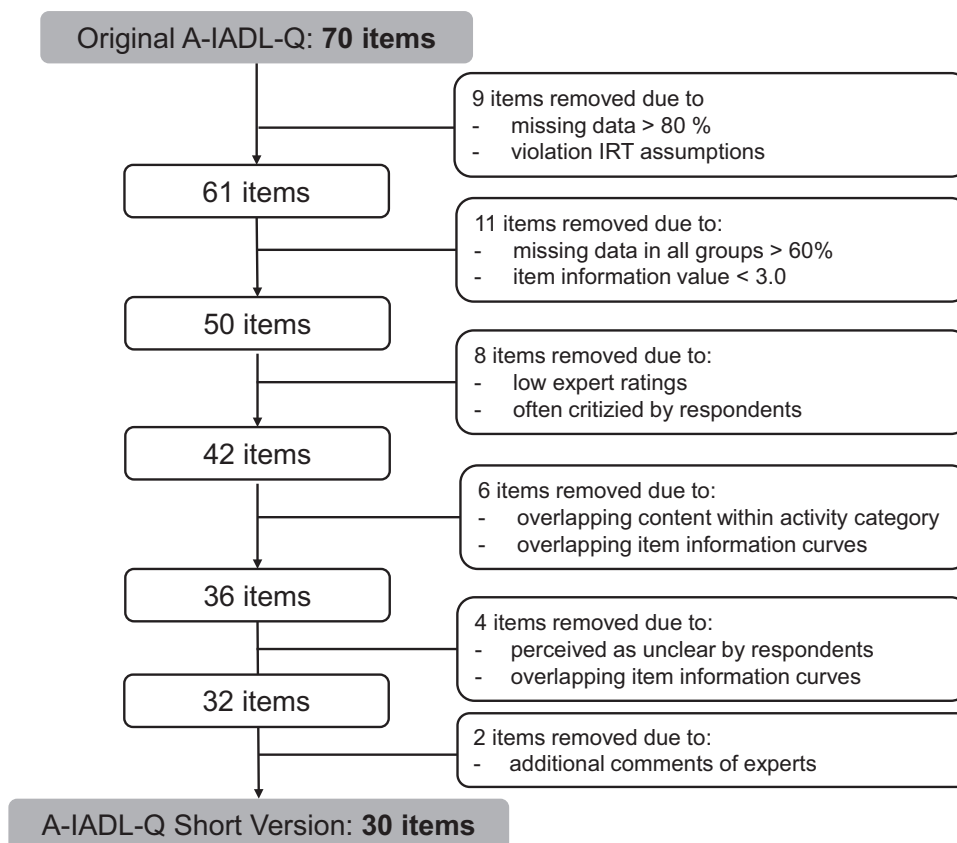 Original A-IADL-Q: 70 items
9 items removed due to
- missing data > 80 %
- violation IRT assumptions
61 items
11 items removed due to:
- missing data in all groups > 60%
- item information value < 3.0
50 items
8 items removed due to:
- low expert ratings
- often critizied by respondents
42 items
6 items removed due to:
- overlapping content within activity category
- overlapping item information curves
36 items
4 items removed due to:
- perceived as unclear by respondents
- overlapping item information curves
32 items
2 items removed due to:
- additional comments of experts
A-IADL-Q Short Version: 30 items